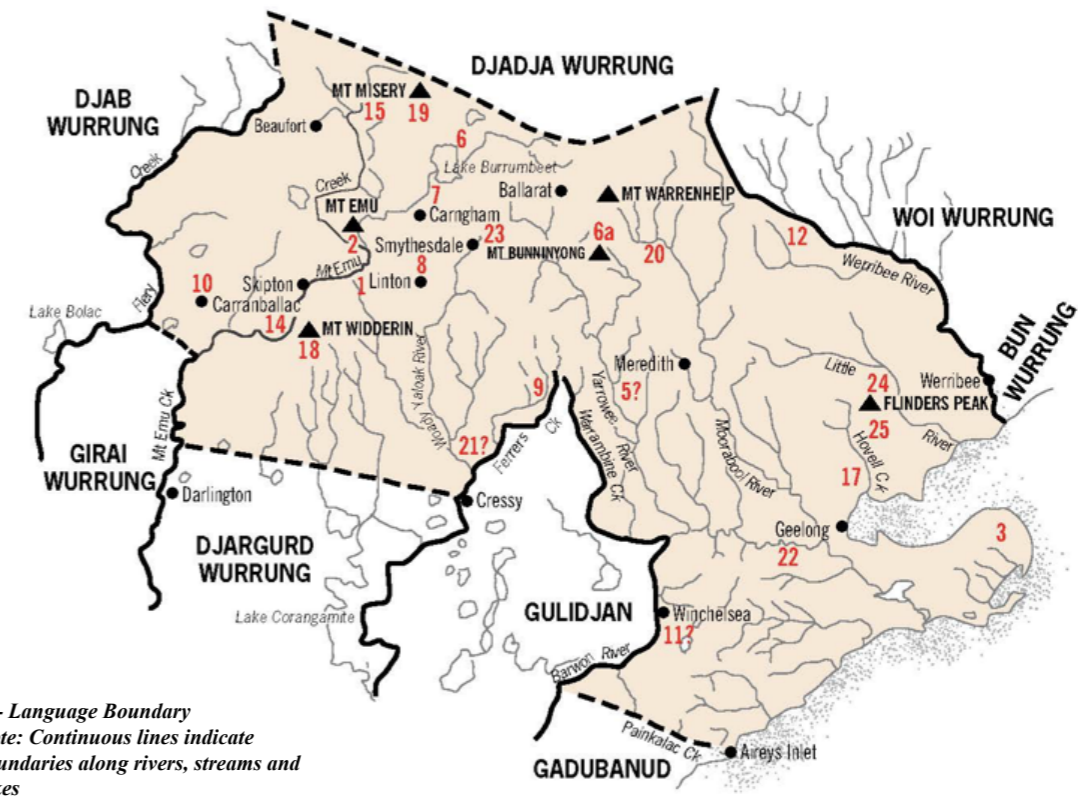 DJADJA WURRUNG
DJAB
WURRUNG
MT MISERY
15
19
Beaufort
6
Creek
Lake Burrumbeet
Creek
Ballarat
MT WARRENHEIP
7
MT EMU
Carngham
WOI WURRUNG
2
Smythesdale
23
6a
MT BUNNINYONG
20
12
Werribee River
10
Skipton
Mt Emu
1
Linton
8
Carranballac
Fiery
Lake Bolac
14
MT WIDDERIN
18
BUN
WURRUNG
Woady Yaloak River
Meredith
Little
24
Werribee
9
Yarrowee River
5?
FLINDERS PEAK
25
River
Mt Emu Ck
21?
Ferrers Ck
Warrambine Ck
Moorabool River
Hovell Ck
17
GIRAI
WURRUNG
Darlington
Cressy
Geelong
3
DJARGURD
WURRUNG
22
Lake Corangamite
GULIDJAN
Winchelsea
11?
Barwon River
- Language Boundary
te: Continuous lines indicate
undaries along rivers, streams and
kes
Painkalac Ck
Aireys Inlet
GADUBANUD